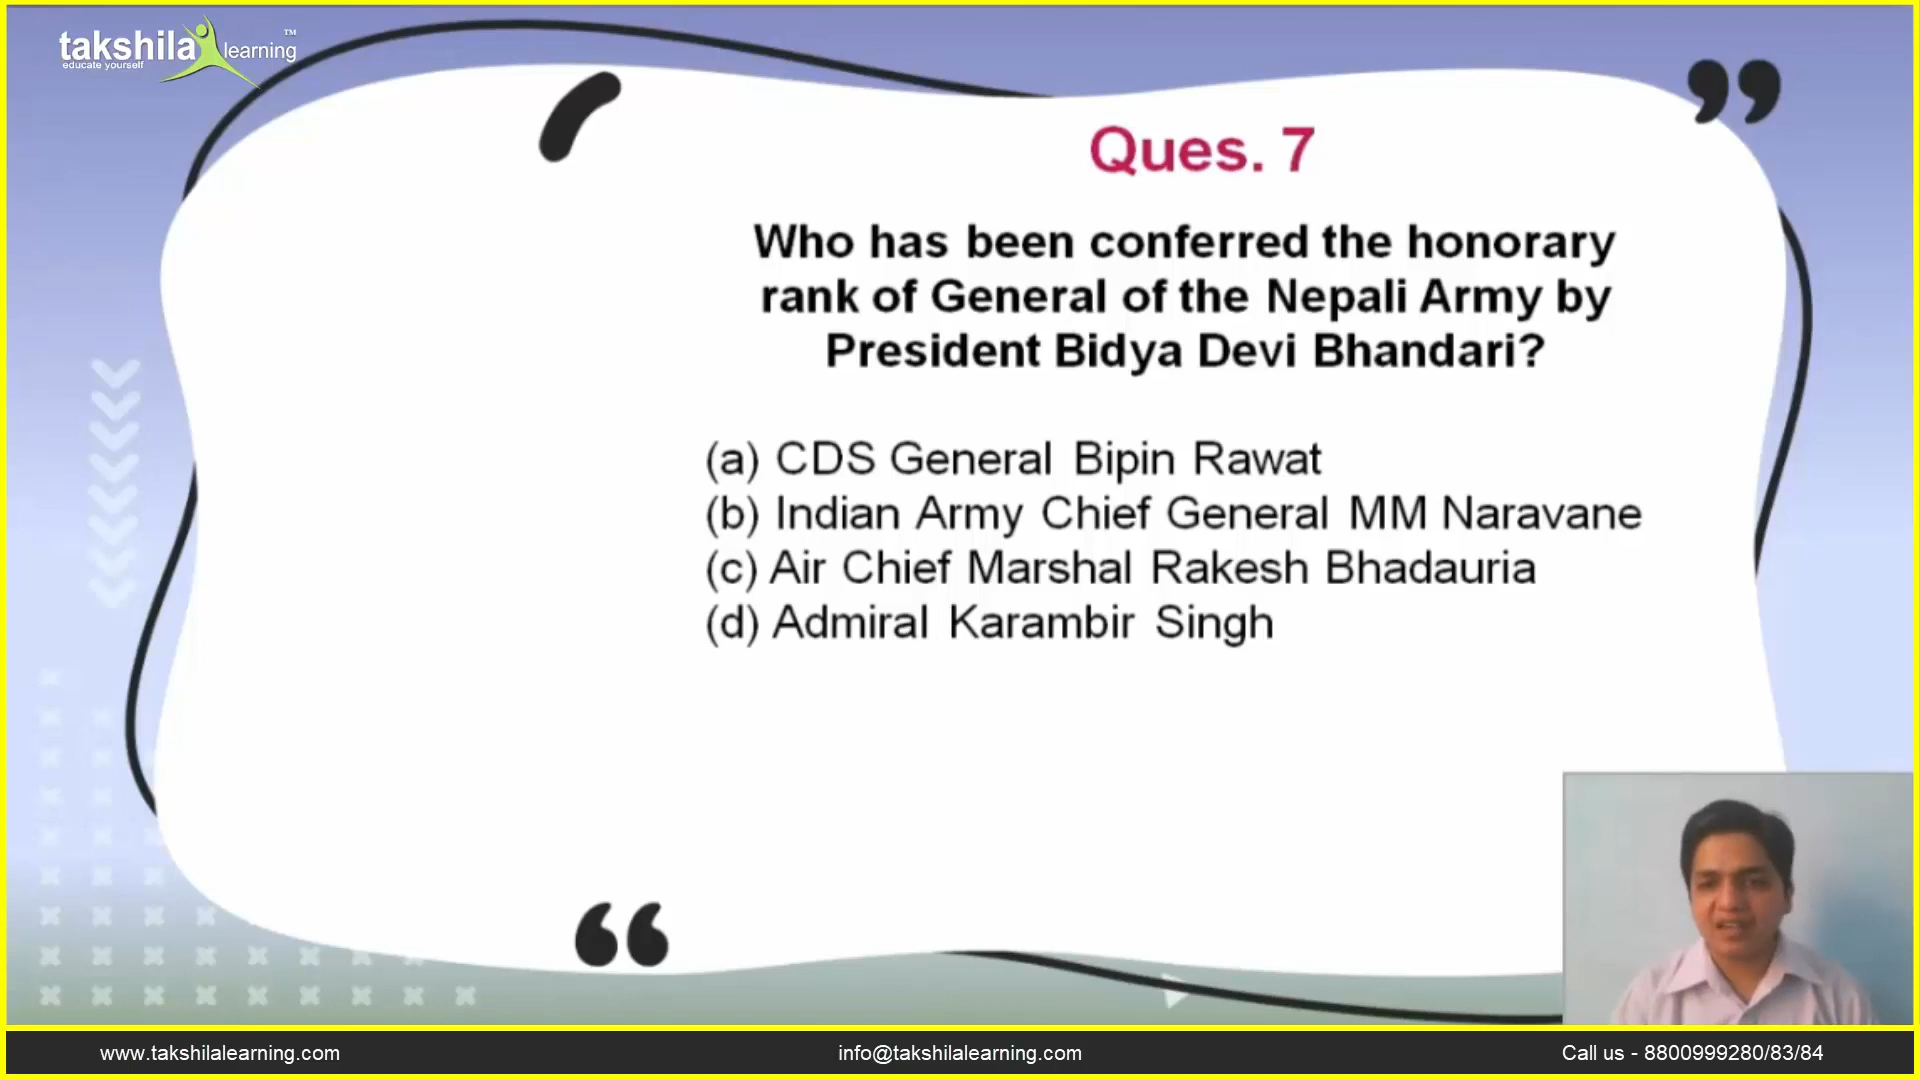 takshila learning ™
educate yourself
Ques. 7
Who has been conferred the honorary
rank of General of the Nepali Army by
President Bidya Devi Bhandari?
(a) CDS General Bipin Rawat
(b) Indian Army Chief General MM Naravane
(c) Air Chief Marshal Rakesh Bhadauria
(d) Admiral Karambir Singh
www.takshilalearning.com
info@takshilalearning.com
Call us - 8800999280/83/84